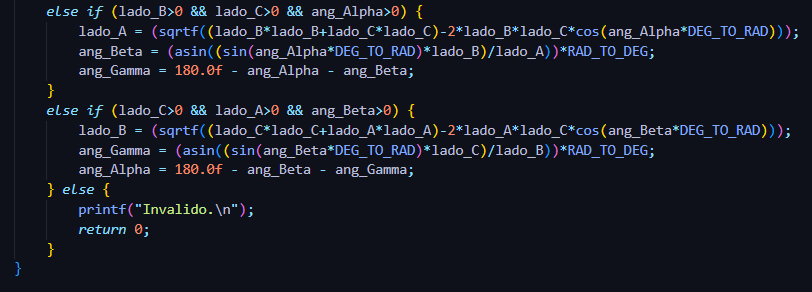 else if (lado_B>0 && lado_C>0 && ang_Alpha>0) {
lado_A = (sqrtf((lado_B*lado_B+lado_C*lado_C)-2*lado_B*lado_C*cos(ang_Alpha*DEG_TO_RAD)));
ang_Beta = (asin((sin(ang_Alpha*DEG_TO_RAD)*lado_B)/lado_A))*RAD_TO_DEG;
ang_Gamma = 180.0f - ang_Alpha - ang_Beta;
}
else if (lado_C>0 && lado_A>0 && ang_Beta>0) {
lado_B = (sqrtf((lado_C*lado_C+lado_A*lado_A)-2*lado_A*lado_C*cos(ang_Beta*DEG_TO_RAD)));
ang_Gamma = (asin((sin(ang_Beta*DEG_TO_RAD)*lado_C)/lado_B))*RAD_TO_DEG;
ang_Alpha = 180.0f - ang_Beta - ang_Gamma;
} else {
printf("Invalido.\n");
return 0;
}
}